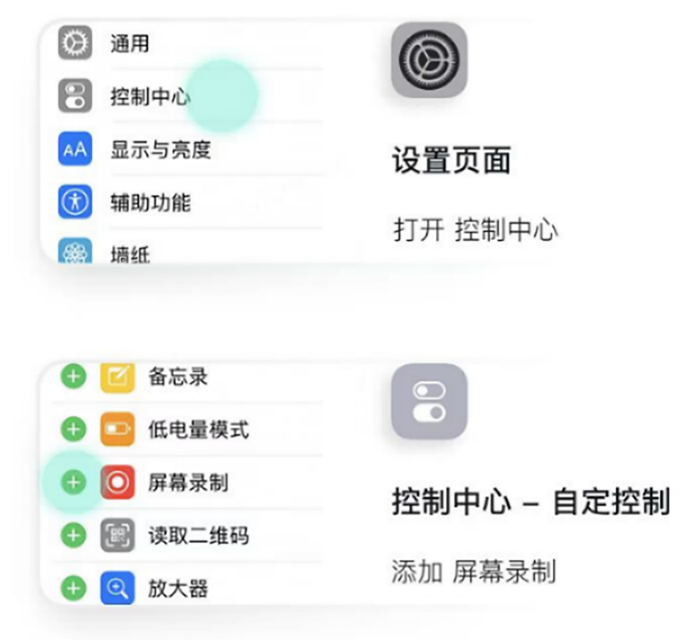 通用
控制中心
AA 显示与亮度
辅助功能
墙纸
设置页面
打开 控制中心
备忘录
低电量模式
屏幕录制
读取二维码
放大器
控制中心 – 自定控制
添加 屏幕录制